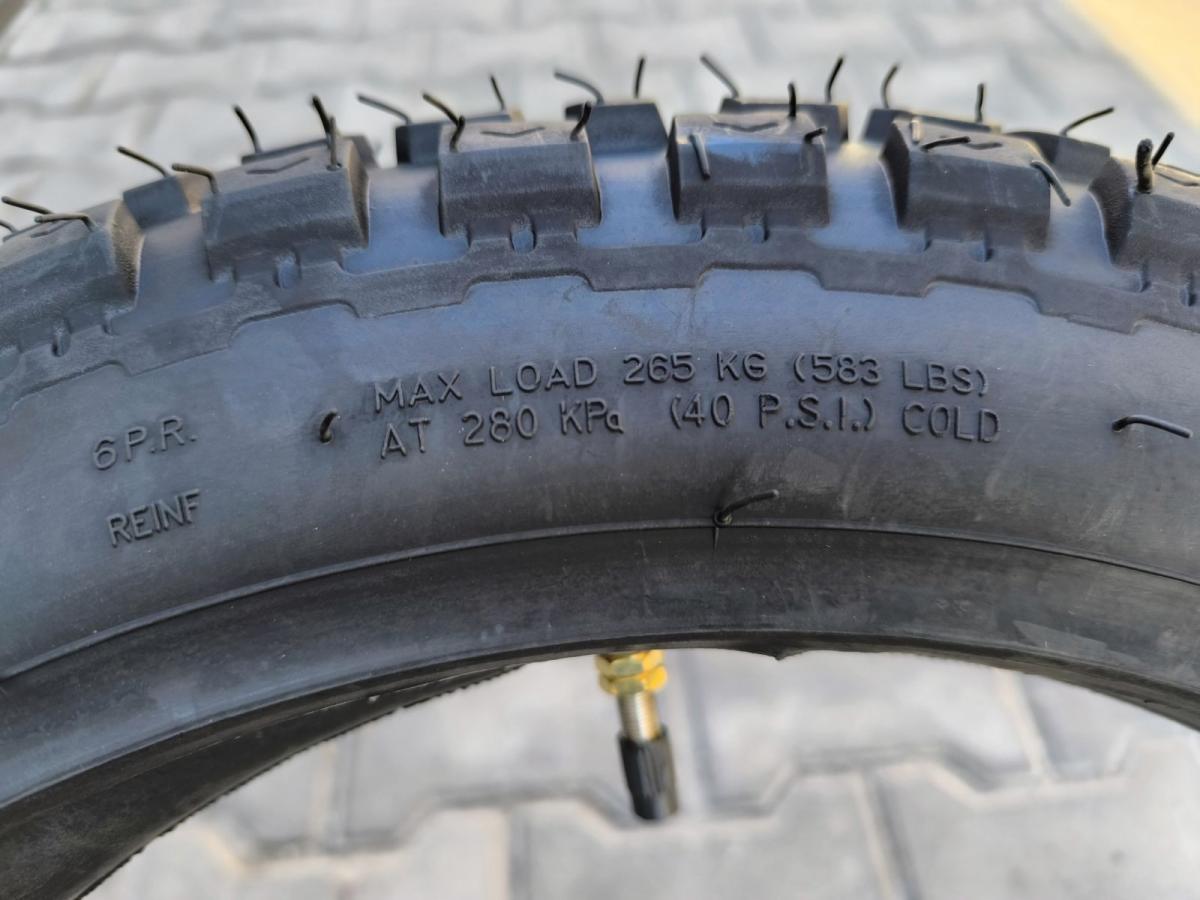 MAX LOAD 265 KG (583 LBS)
AT 280 KPa (40 P.S.I.) COLD
6P.R.
REINF